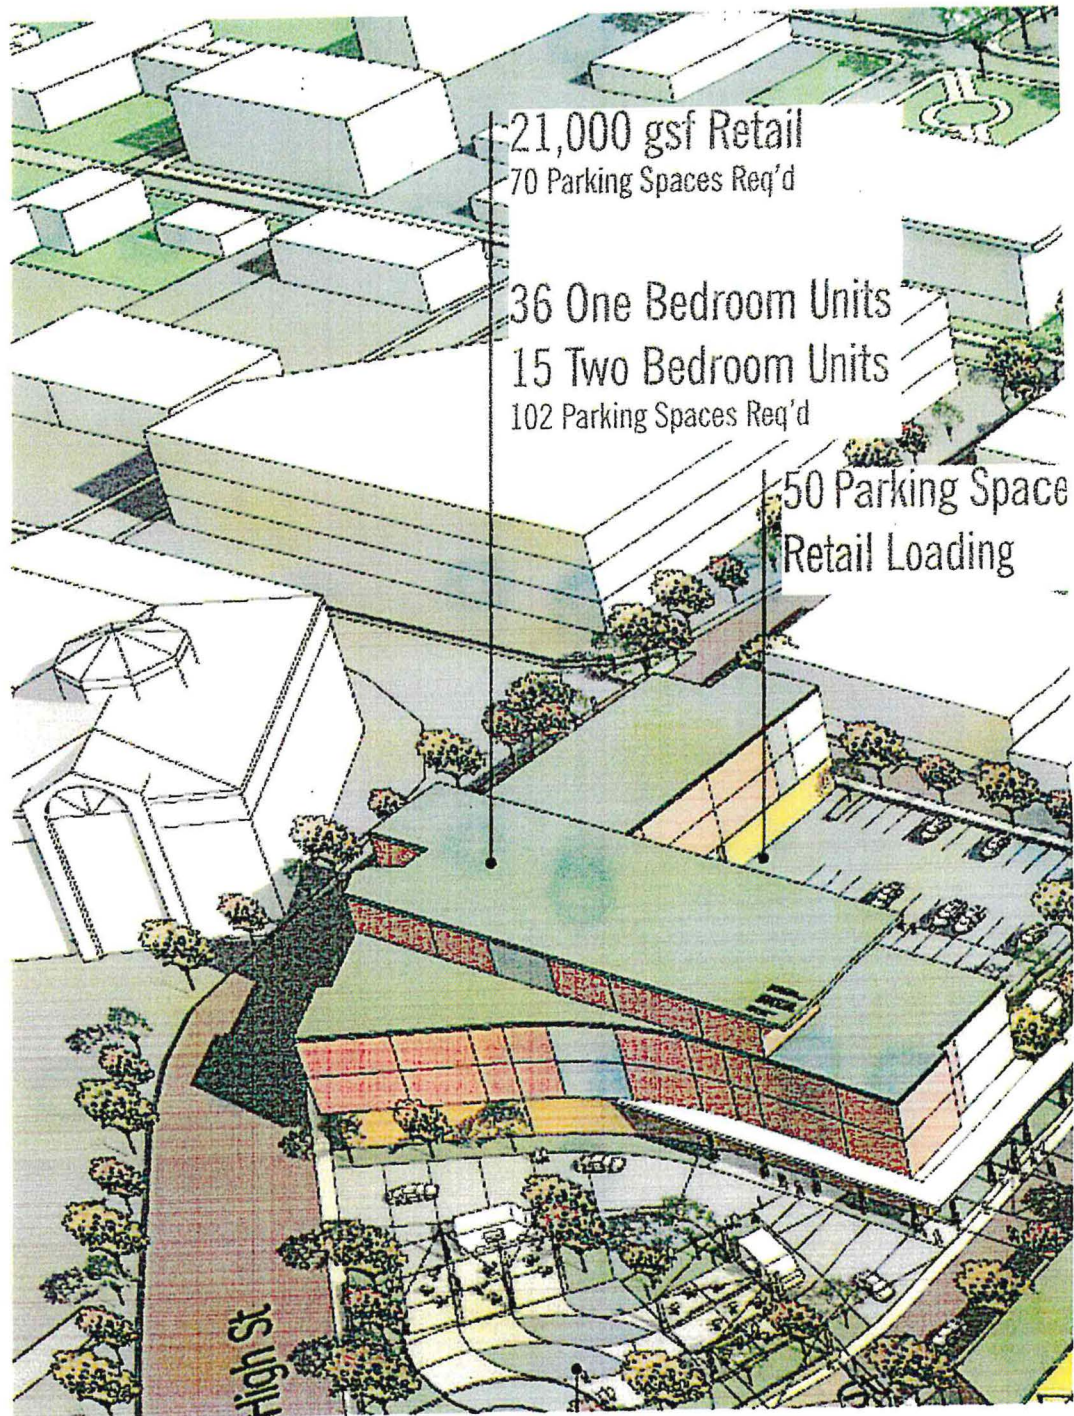 21,000 gsf Retail
70 Parking Spaces Req'd
36 One Bedroom Units
15 Two Bedroom Units
102 Parking Spaces Req'd
50 Parking Space
Retail Loading
High St